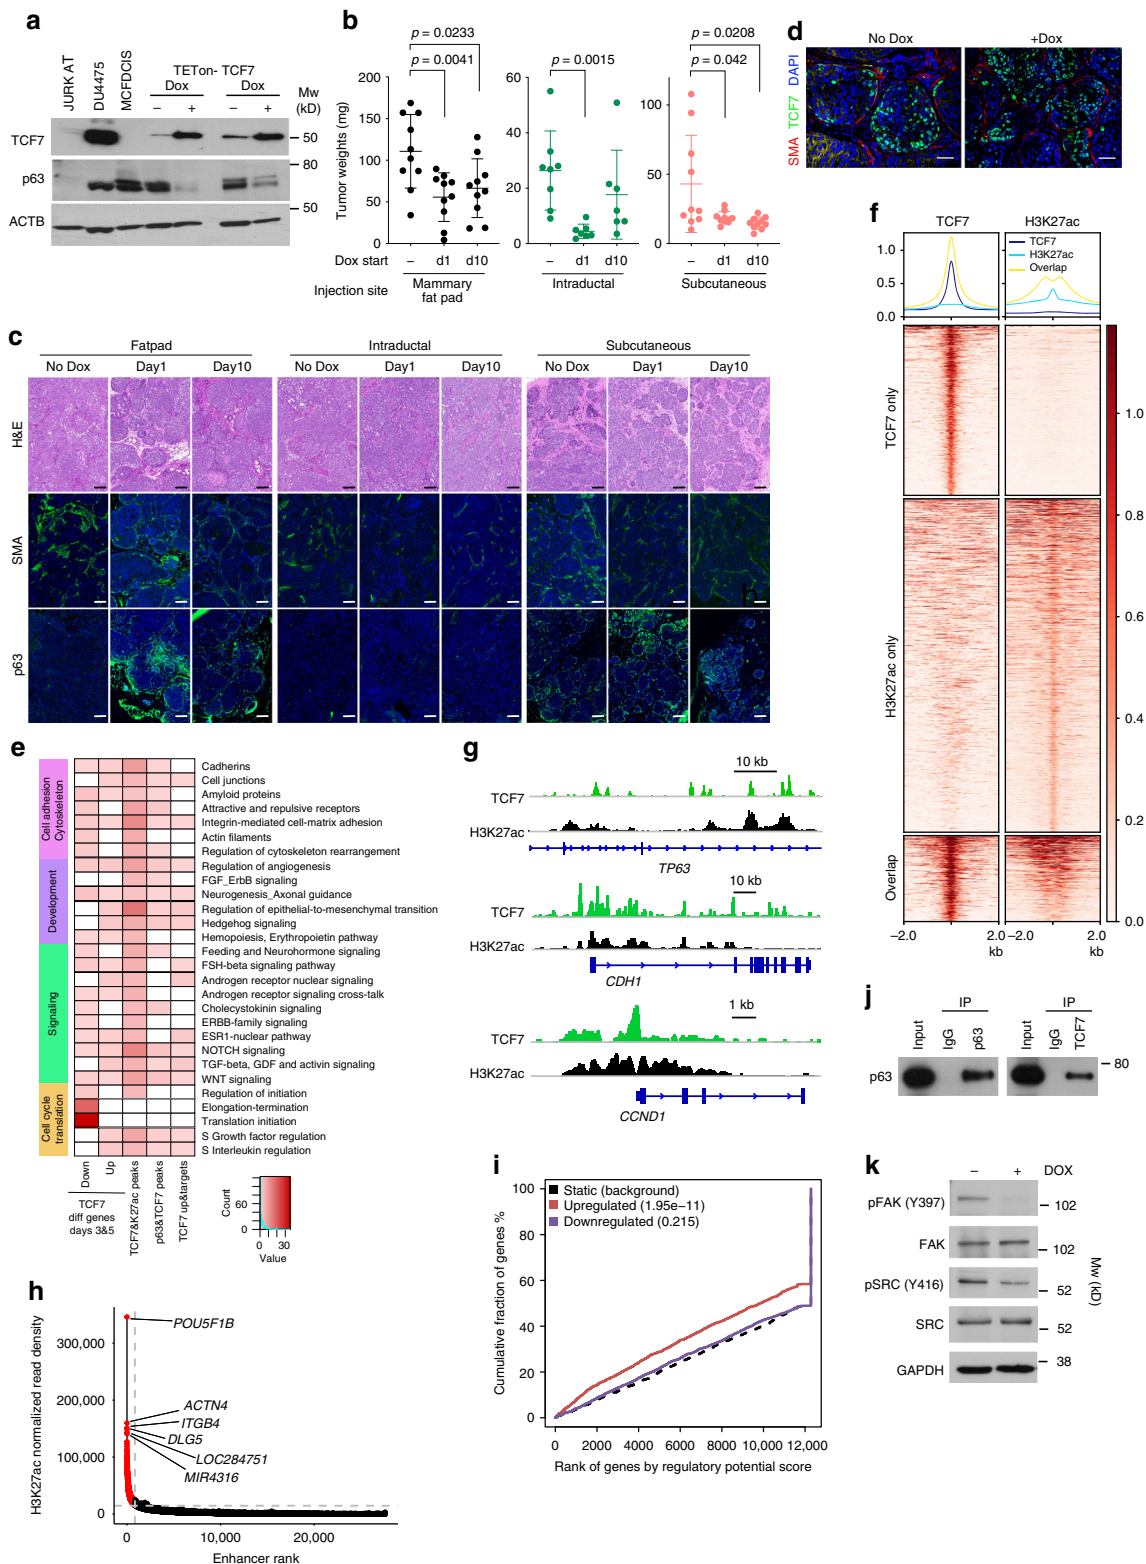 a
JURK AT
DU4475
MCFDCIS
TETon- TCF7
Dox
Dox
– + – +
Mw
(kD)
TCF7
50
80
p63
50
ACTB
b
p = 0.0233
p = 0.0041
p = 0.0015
p = 0.0208
p = 0.042
Tumor weights (mg)
200
150
100
50
0
60
40
20
0
100
50
0
Dox start – d1 d10 – d1 d10 – d1 d10
Injection site
Mammary
fat pad
Intraductal
Subcutaneous
c
Fatpad Intraductal Subcutaneous
No Dox Day1 Day10 No Dox Day1 Day10 No Dox Day1 Day10
H&E
SMA
p63
h
d
No Dox +Dox
SMA TCF7 DAPI
e
Cell adhesion
Cytoskeleton
Development
Signaling
Cell cycle
translation
Cadherins
Cell junctions
Amyloid proteins
Attractive and repulsive receptors
Integrin-mediated cell-matrix adhesion
Actin filaments
Regulation of cytoskeleton rearrangement
Regulation of angiogenesis
FGF_ErbB signaling
Neurogenesis_Axonal guidance
Regulation of epithelial-to-mesenchymal transition
Hedgehog signaling
Hemopoiesis, Erythropoietin pathway
Feeding and Neurohormone signaling
FSH-beta signaling pathway
Androgen receptor nuclear signaling
Androgen receptor signaling cross-talk
Cholecystokinin signaling
ERBB-family signaling
ESR1-nuclear pathway
NOTCH signaling
TGF-beta, GDF and activin signaling
WNT signaling
Regulation of initiation
Elongation-termination
Translation initiation
S Growth factor regulation
S Interleukin regulation
Down
Up
TCF7&K27ac peaks
p63&TCF7 peaks
TCF7 up&targets
TCF7
diff genes
days 3&5
Count
60
0
0 30
Value
f
TCF7 H3K27ac
TCF7
H3K27ac
Overlap
1.0
0.5
0.0
TCF7 only
H3K27ac only
Overlap
–2.0 2.0 –2.0 2.0
kb kb
1.0
0.8
0.6
0.4
0.2
0.0
g
10 kb
TCF7
H3K27ac
TP63
10 kb
TCF7
H3K27ac
CDH1
1 kb
TCF7
H3K27ac
CCND1
h
H3K27ac normalized read density
300,000
200,000
100,000
0
POU5F1B
ACTN4
ITGB4
DLG5
LOC284751
MIR4316
0 10,000 20,000
Enhancer rank
i
Cumulative fraction of genes %
100
80
60
40
20
0
Static (background)
Upregulated (1.95e−11)
Downregulated (0.215)
0 2000 4000 6000 8000 10,000 12,000
Rank of genes by regulatory potential score
j
IP IP
Input IgG p63 Input IgG TCF7
p63
80
k
– + DOX
pFAK (Y397)
102
FAK
102
pSRC (Y416)
52
SRC
52
GAPDH
38
Mw (kD)